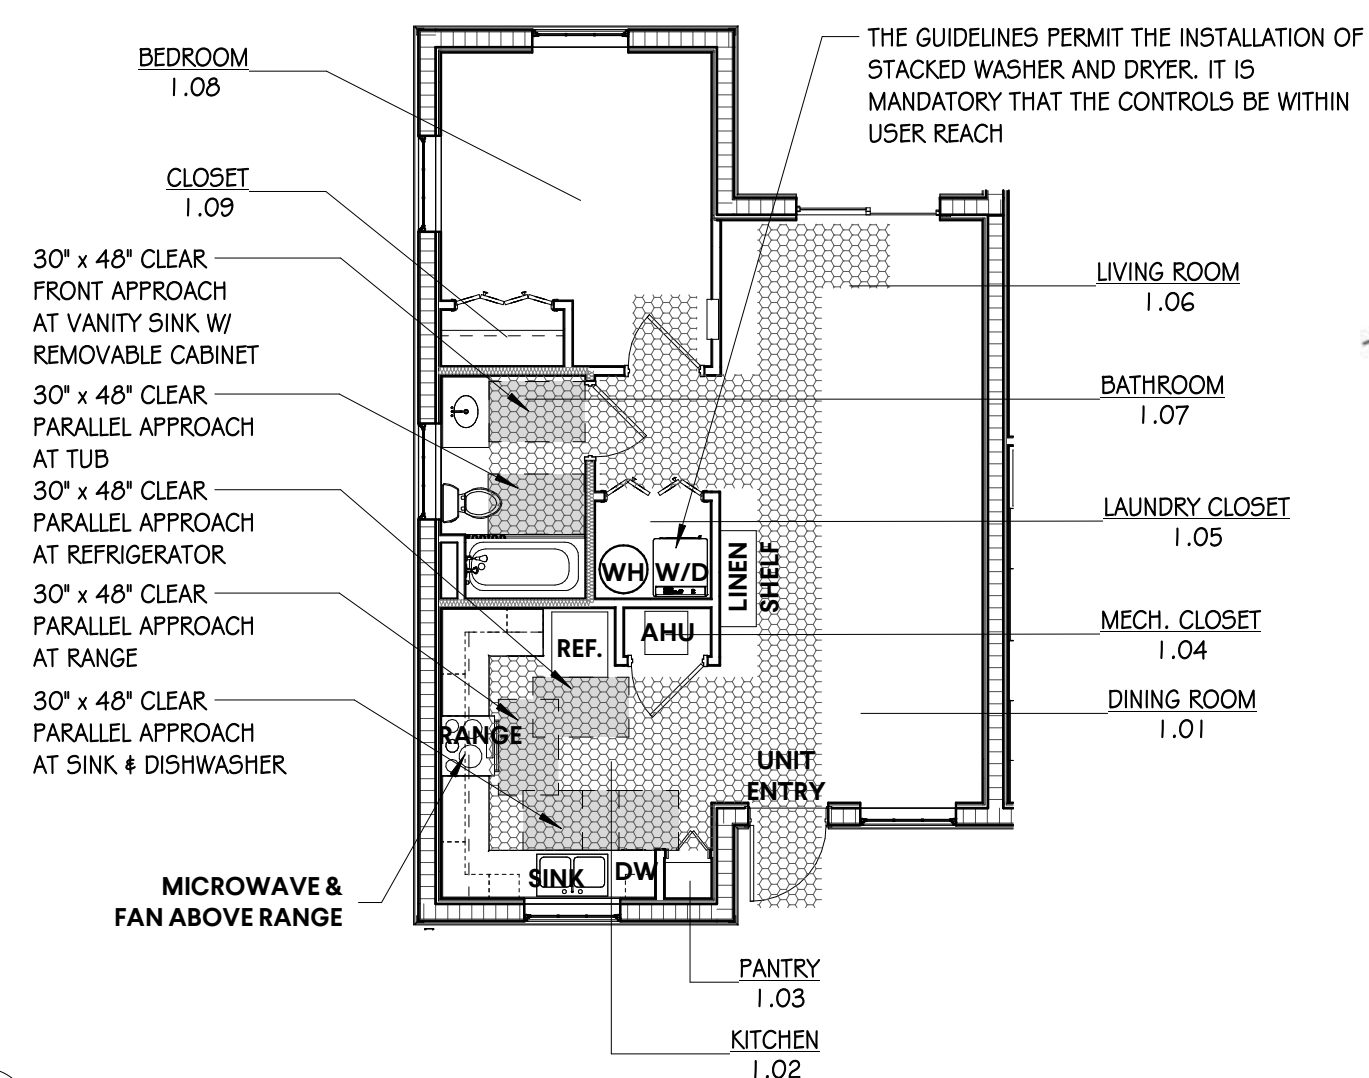 BEDROOM
1.08
CLOSET
1.09
30" x 48" CLEAR
FRONT APPROACH
AT VANITY SINK W/
REMOVABLE CABINET
30" x 48" CLEAR
PARALLEL APPROACH
AT TUB
30" x 48" CLEAR
PARALLEL APPROACH
AT REFRIGERATOR
30" x 48" CLEAR
PARALLEL APPROACH
AT RANGE
30" x 48" CLEAR
PARALLEL APPROACH
AT SINK & DISHWASHER
MICROWAVE &
FAN ABOVE RANGE
THE GUIDELINES PERMIT THE INSTALLATION OF
STACKED WASHER AND DRYER. IT IS
MANDATORY THAT THE CONTROLS BE WITHIN
USER REACH
LIVING ROOM
1.06
BATHROOM
1.07
LAUNDRY CLOSET
1.05
MECH. CLOSET
1.04
DINING ROOM
1.01
WH
W/D
LINEN
SHELF
AHU
REF.
RANGE
UNIT
ENTRY
SINK
DW
PANTRY
1.03
KITCHEN
1.02